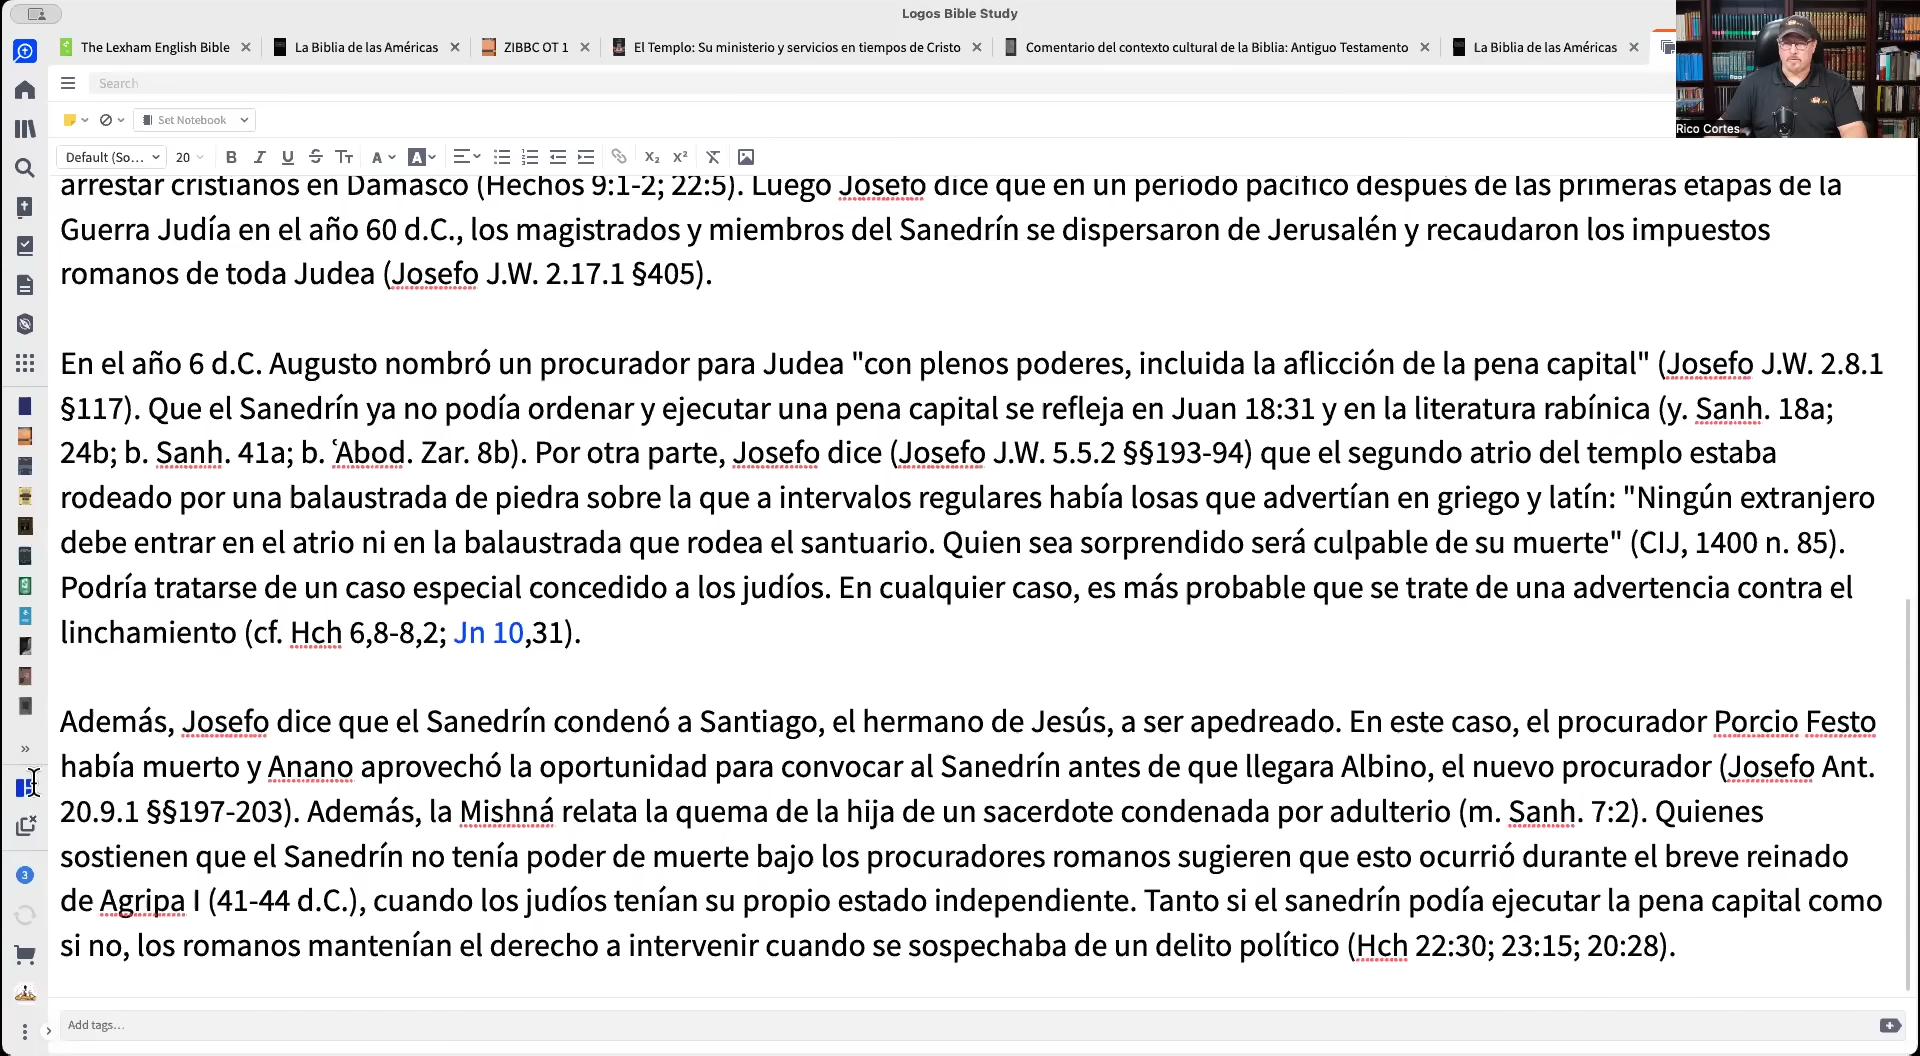 Logos Bible Study
The Lexham English Bible
La Biblia de las Américas
ZIBBC OT 1
El Templo: Su ministerio y servicios en tiempos de Cristo
Comentario del contexto cultural de la Biblia: Antiguo Testamento
La Biblia de las Américas
Search
Rico Cortes
Set Notebook
Default (So...
20
arrestar cristianos en Damasco (Hechos 9:1-2; 22:5). Luego Josefo dice que en un periodo pacífico después de las primeras etapas de la
Guerra Judía en el año 60 d.C., los magistrados y miembros del Sanedrín se dispersaron de Jerusalén y recaudaron los impuestos
romanos de toda Judea (Josefo J.W. 2.17.1 §405).
En el año 6 d.C. Augusto nombró un procurador para Judea "con plenos poderes, incluida la aflicción de la pena capital" (Josefo J.W. 2.8.1
§117). Que el Sanedrín ya no podía ordenar y ejecutar una pena capital se refleja en Juan 18:31 y en la literatura rabínica (y. Sanh. 18a;
24b; b. Sanh. 41a; b. ʿAbod. Zar. 8b). Por otra parte, Josefo dice (Josefo J.W. 5.5.2 §§193-94) que el segundo atrio del templo estaba
rodeado por una balaustrada de piedra sobre la que a intervalos regulares había losas que advertían en griego y latín: "Ningún extranjero
debe entrar en el atrio ni en la balaustrada que rodea el santuario. Quien sea sorprendido será culpable de su muerte" (CIJ, 1400 n. 85).
Podría tratarse de un caso especial concedido a los judíos. En cualquier caso, es más probable que se trate de una advertencia contra el
linchamiento (cf. Hch 6,8-8,2; Jn 10,31).
Además, Josefo dice que el Sanedrín condenó a Santiago, el hermano de Jesús, a ser apedreado. En este caso, el procurador Porcio Festo
había muerto y Anano aprovechó la oportunidad para convocar al Sanedrín antes de que llegara Albino, el nuevo procurador (Josefo Ant.
20.9.1 §§197-203). Además, la Mishná relata la quema de la hija de un sacerdote condenada por adulterio (m. Sanh. 7:2). Quienes
sostienen que el Sanedrín no tenía poder de muerte bajo los procuradores romanos sugieren que esto ocurrió durante el breve reinado
de Agripa I (41-44 d.C.), cuando los judíos tenían su propio estado independiente. Tanto si el sanedrín podía ejecutar la pena capital como
si no, los romanos mantenían el derecho a intervenir cuando se sospechaba de un delito político (Hch 22:30; 23:15; 20:28).
3
Add tags...